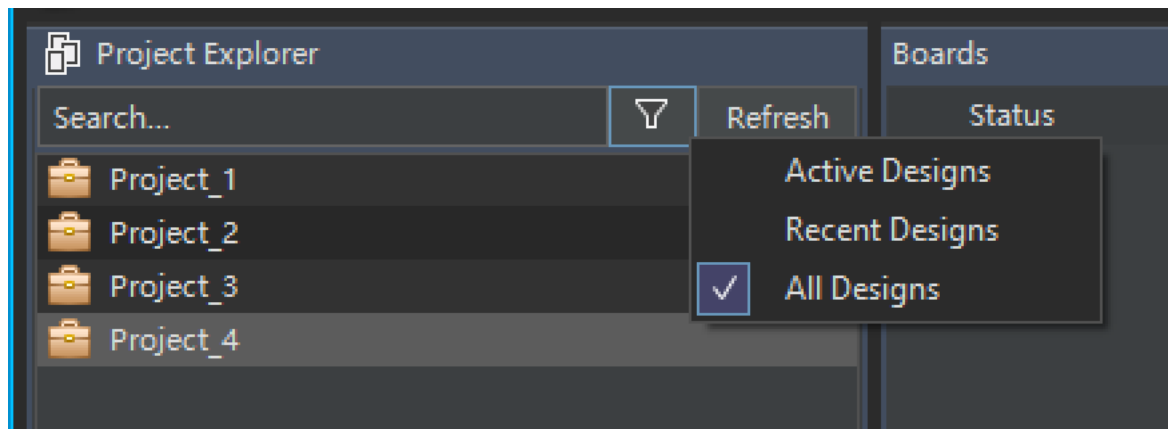 Project Explorer
Boards
Search...
Refresh
Status
Project_1
Project_2
Project_3
Project_4
Active Designs
Recent Designs
All Designs